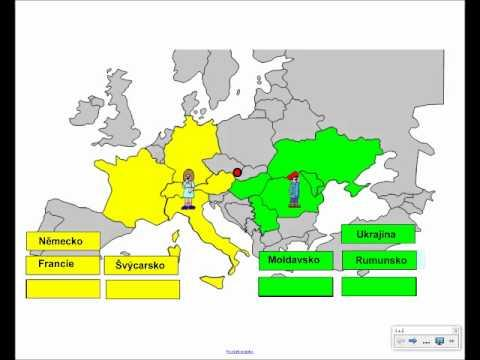 Německo
Ukrajina
Francie
Švýcarsko
Moldavsko
Rumunsko